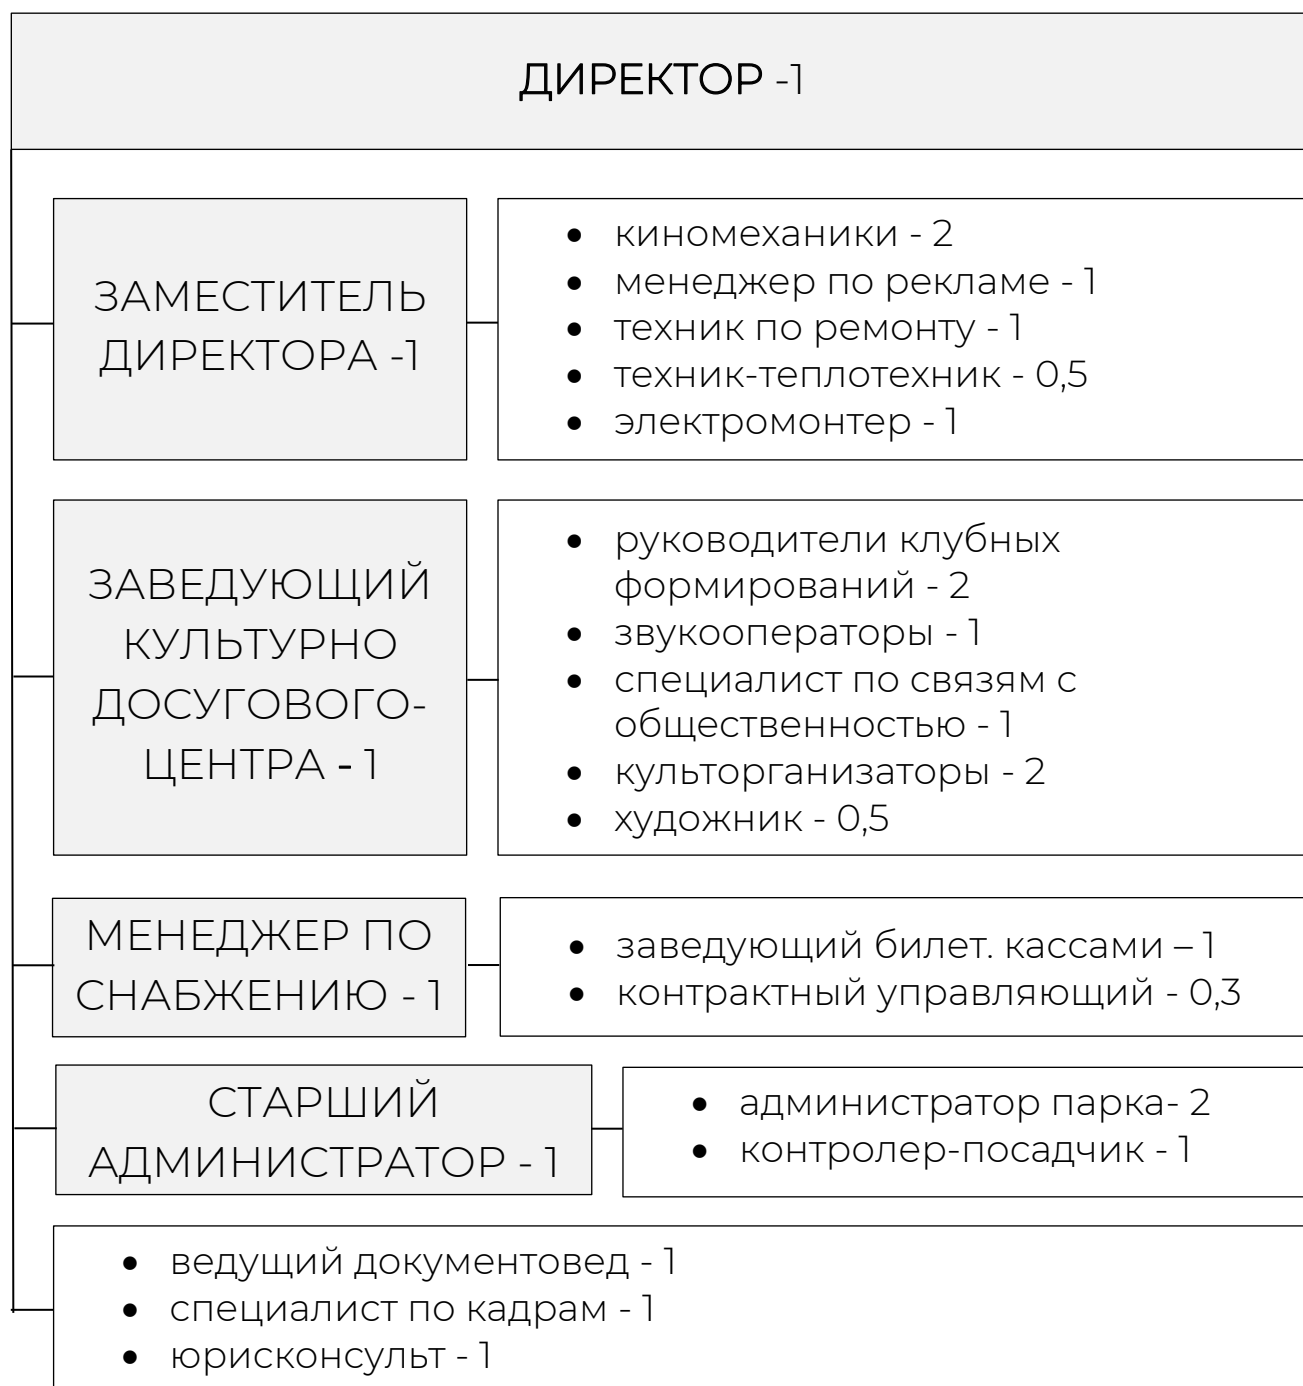 ДИРЕКТОР -1
ЗАМЕСТИТЕЛЬ
ДИРЕКТОРА -1
• киномеханики - 2
• менеджер по рекламе - 1
• техник по ремонту - 1
• техник-теплотехник - 0,5
• электромонтер - 1
ЗАВЕДУЮЩИЙ
КУЛЬТУРНО
ДОСУГОВОГО-
ЦЕНТРА - 1
• руководители клубных
формирований - 2
• звукооператоры - 1
• специалист по связям с
общественностью - 1
• культорганизаторы - 2
• художник - 0,5
МЕНЕДЖЕР ПО
СНАБЖЕНИЮ - 1
• заведующий билет. кассами – 1
• контрактный управляющий - 0,3
СТАРШИЙ
АДМИНИСТРАТОР - 1
• администратор парка- 2
• контролер-посадчик - 1
• ведущий документовед - 1
• специалист по кадрам - 1
• юрисконсульт - 1